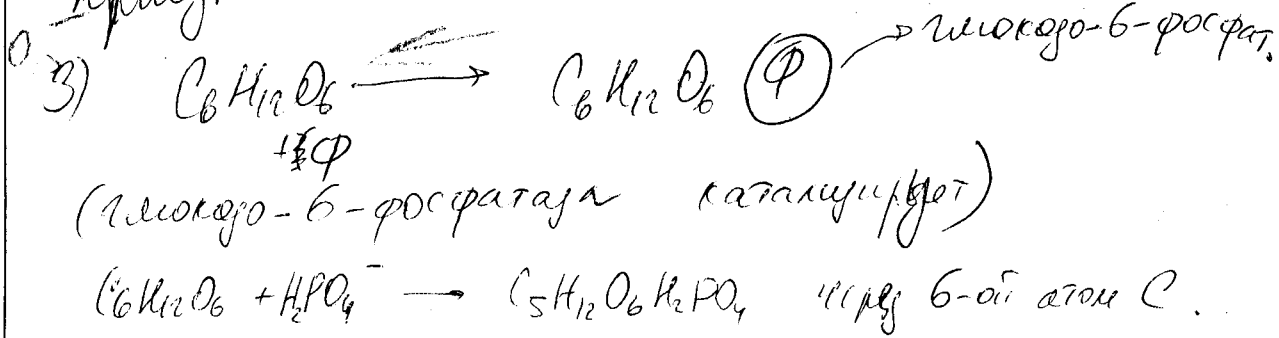 3) C6H12O6 → C6H12O6 Ф → глюкозо-6-фосфат.
+ Ф
(глюкозо-6-фосфатаза катализирует)
C6H12O6 + H2PO4⁻ → C5H12O6H2PO4 через 6-ой атом C.